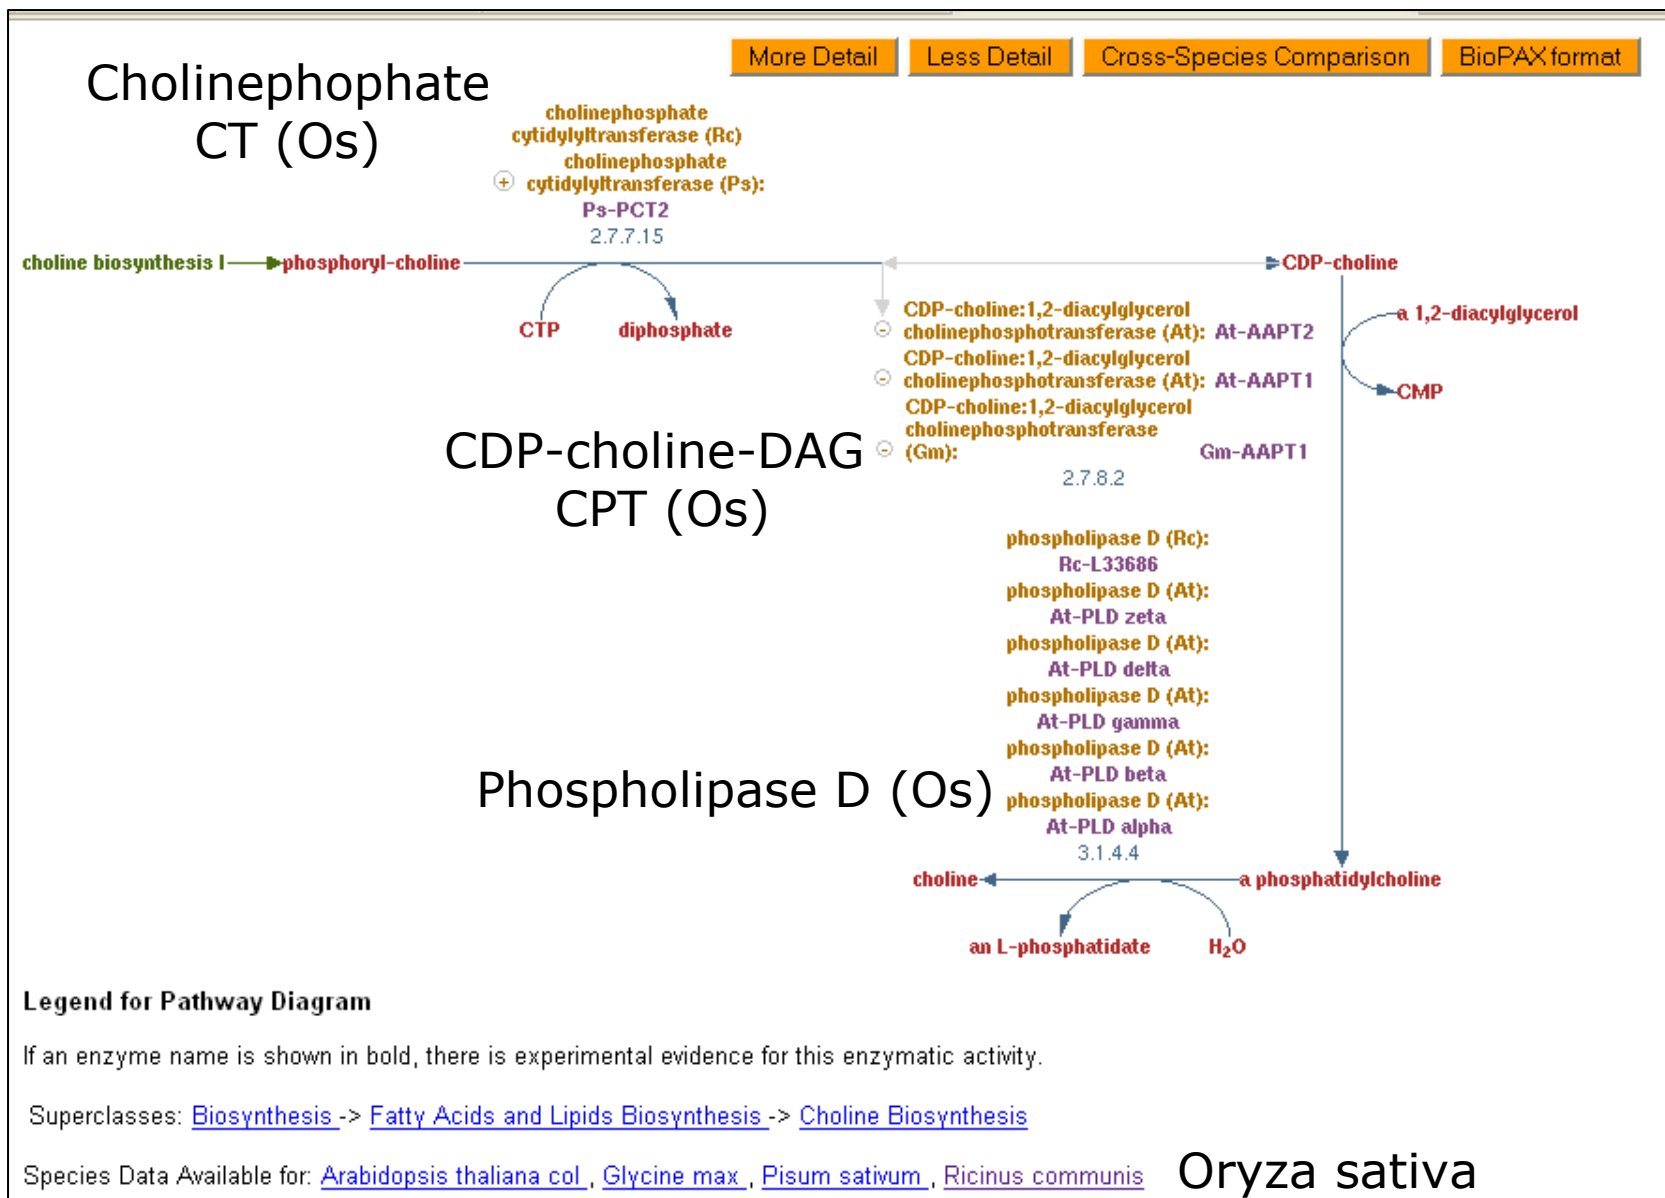 More Detail Less Detail Cross-Species Comparison BioPAX format
Cholinephophate
CT (Os)
cholinephosphate
cytidylyltransferase (Rc)
cholinephosphate
+ cytidylyltransferase (Ps):
Ps-PCT2
2.7.7.15
choline biosynthesis I phosphoryl-choline CDP-choline
CTP diphosphate
a 1,2-diacylglycerol
CMP
CDP-choline:1,2-diacylglycerol
- cholinephosphotransferase (At): At-AAPT2
CDP-choline:1,2-diacylglycerol
- cholinephosphotransferase (At): At-AAPT1
CDP-choline:1,2-diacylglycerol
cholinephosphotransferase
- (Gm): Gm-AAPT1
2.7.8.2
CDP-choline-DAG
CPT (Os)
phospholipase D (Rc):
Rc-L33686
phospholipase D (At):
At-PLD zeta
phospholipase D (At):
At-PLD delta
phospholipase D (At):
At-PLD gamma
phospholipase D (At):
At-PLD beta
phospholipase D (At):
At-PLD alpha
3.1.4.4
Phospholipase D (Os)
choline a phosphatidylcholine
an L-phosphatidate H₂O
Legend for Pathway Diagram
If an enzyme name is shown in bold, there is experimental evidence for this enzymatic activity.
Superclasses: Biosynthesis -> Fatty Acids and Lipids Biosynthesis -> Choline Biosynthesis
Species Data Available for: Arabidopsis thaliana col , Glycine max , Pisum sativum , Ricinus communis Oryza sativa